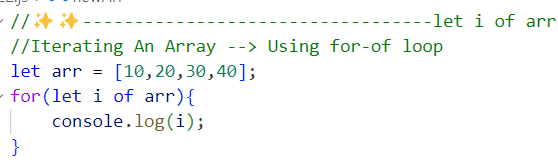 //✨✨---------------------------------let i of arr
//Iterating An Array --> Using for-of loop
let arr = [10,20,30,40];
for(let i of arr){
    console.log(i);
}